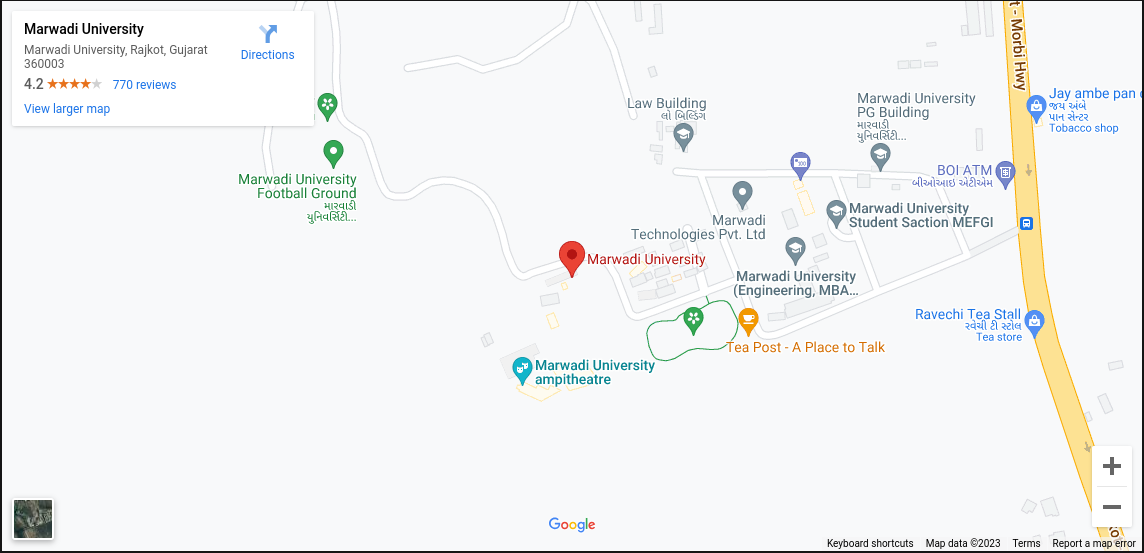 Marwadi University
Marwadi University, Rajkot, Gujarat
360003
4.2
770 reviews
Directions
View larger map
t - Morbi Hwy
Jay ambe pan
જય અંબે
પાન સેન્ટર
Tobacco shop
Law Building
લો બિલ્ડિંગ
Marwadi University
PG Building
મારવાડી
યુનિવર્સિટી...
BOI ATM
બીઓઆઇ એટીએમ
Marwadi University
Football Ground
મારવાડી
યુનિવર્સિટી...
Marwadi
Technologies Pvt. Ltd
Marwadi University
Student Saction MEFGI
Marwadi University
Marwadi University
(Engineering, MBA...
Ravechi Tea Stall
રવેચી ટી સ્ટોલ
Tea store
Tea Post - A Place to Talk
Marwadi University
ampitheatre
Google
Keyboard shortcuts
Map data ©2023
Terms
Report a map error